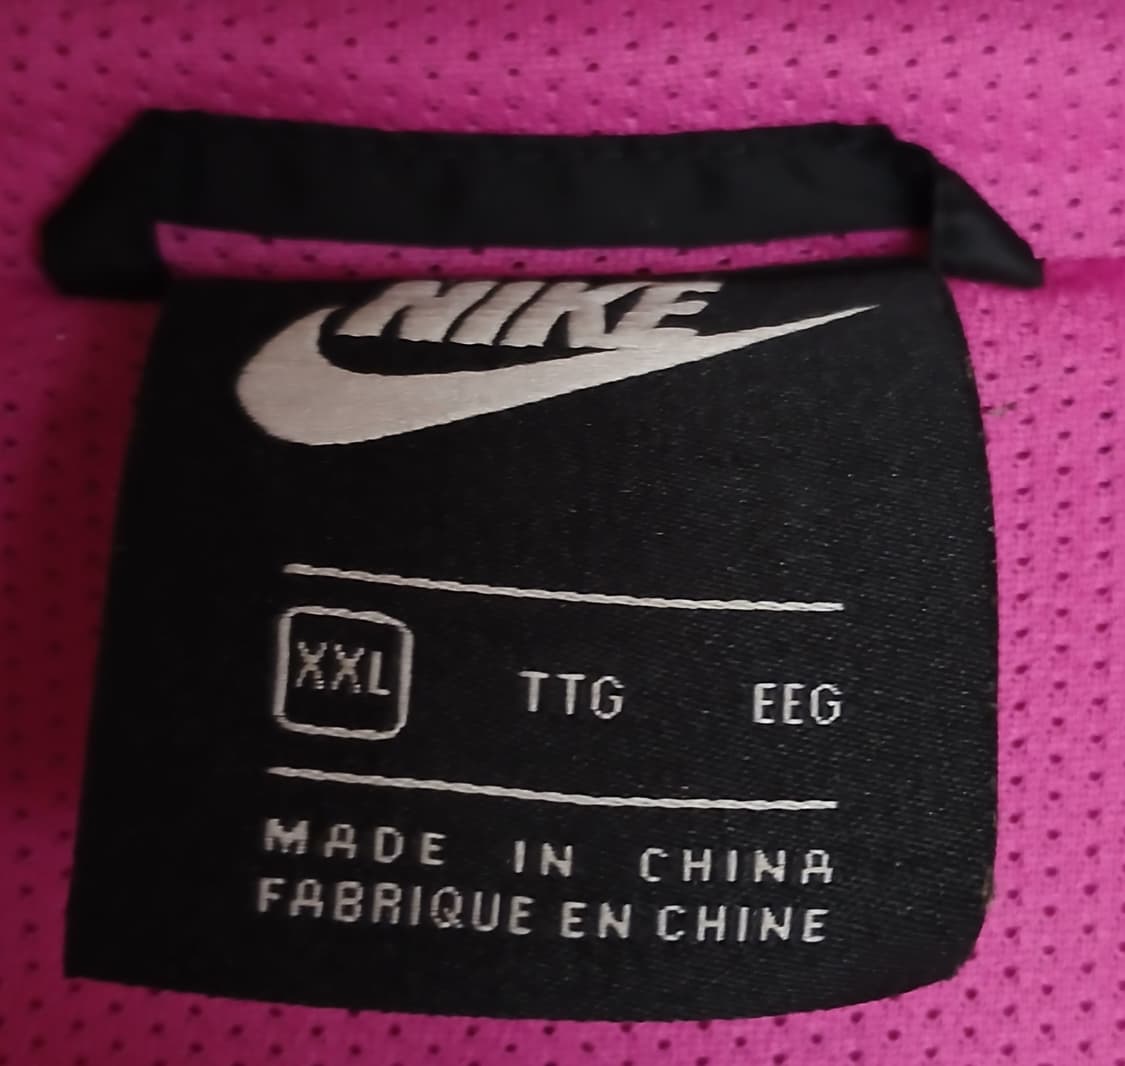 NIKE
XXL TTG EEG
MADE IN CHINA
FABRIQUE EN CHINE